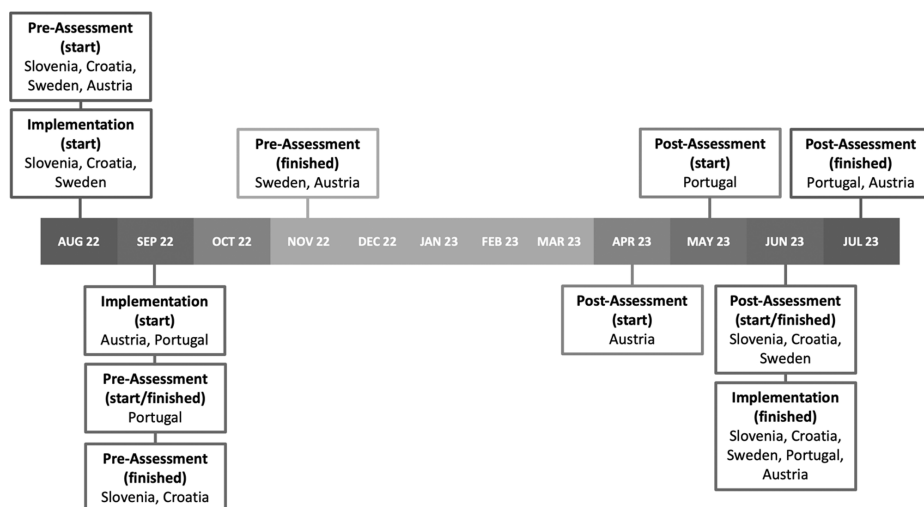 Pre-Assessment
(start)
Slovenia, Croatia,
Sweden, Austria
Implementation
(start)
Slovenia, Croatia,
Sweden
Pre-Assessment
(finished)
Sweden, Austria
Post-Assessment
(start)
Portugal
Post-Assessment
(finished)
Portugal, Austria
AUG 22 SEP 22 OCT 22 NOV 22 DEC 22 JAN 23 FEB 23 MAR 23 APR 23 MAY 23 JUN 23 JUL 23
Implementation
(start)
Austria, Portugal
Pre-Assessment
(start/finished)
Portugal
Pre-Assessment
(finished)
Slovenia, Croatia
Post-Assessment
(start)
Austria
Post-Assessment
(start/finished)
Slovenia, Croatia,
Sweden
Implementation
(finished)
Slovenia, Croatia,
Sweden, Portugal,
Austria